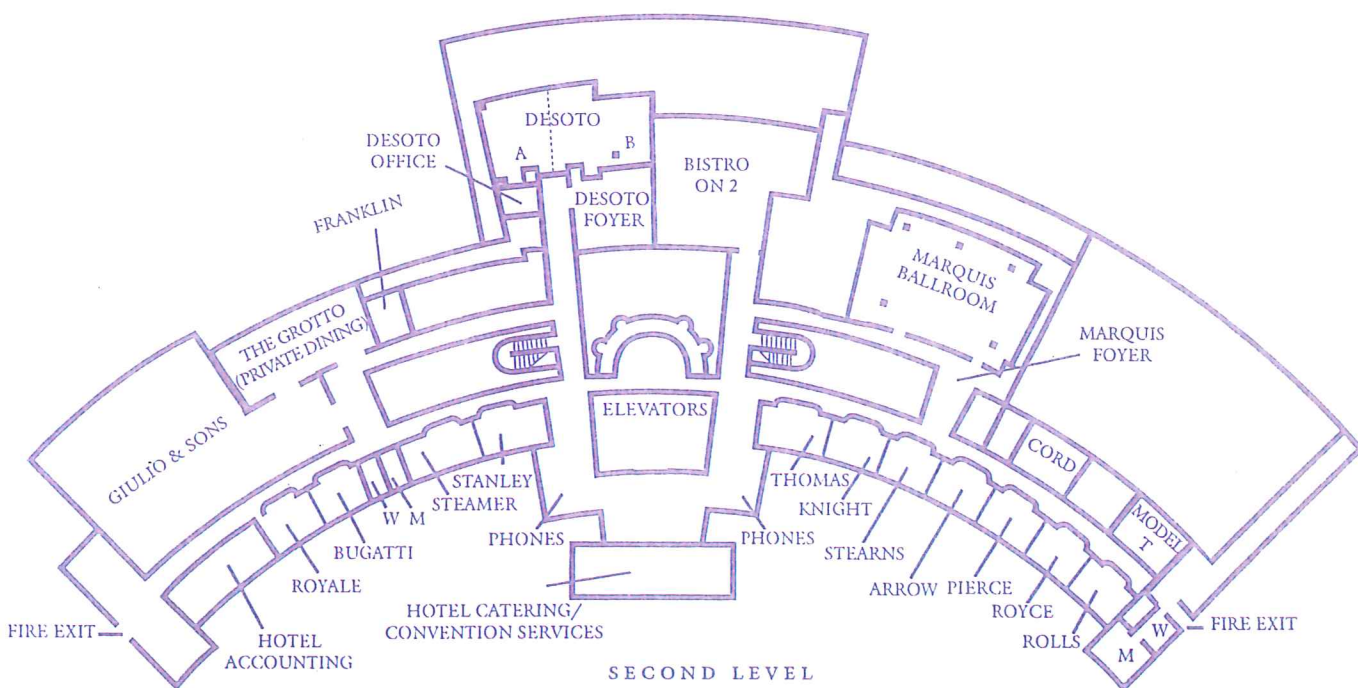 DESOTO
DESOTO
OFFICE
A
B
BISTRO
ON 2
FRANKLIN
DESOTO
FOYER
MARQUIS
BALLROOM
THE GROTTO
(PRIVATE DINING)
MARQUIS
FOYER
GIULIO & SONS
ELEVATORS
CORD
MODEL
T
STANLEY
STEAMER
W
M
THOMAS
KNIGHT
PHONES
PHONES
BUGATTI
STEARNS
ROYALE
ARROW
PIERCE
ROYCE
HOTEL CATERING/
CONVENTION SERVICES
ROLLS
FIRE EXIT
HOTEL
ACCOUNTING
W
M
FIRE EXIT
SECOND LEVEL